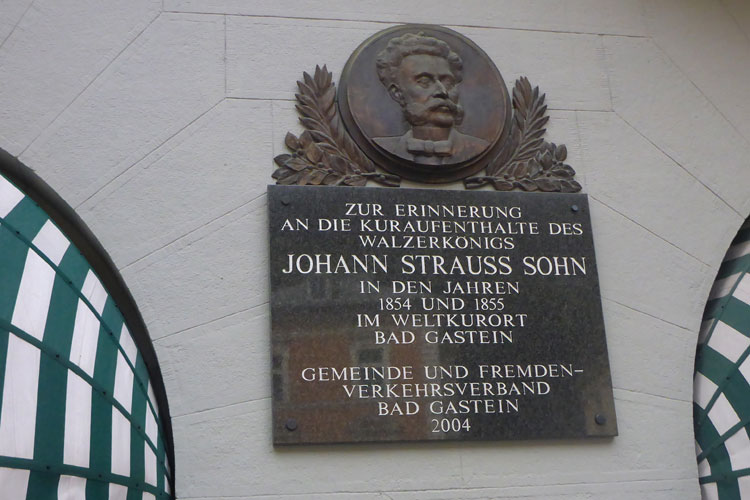 ZUR ERINNERUNG
AN DIE KURAUFENTHALTE DES
WALZERKÖNIGS
JOHANN STRAUSS SOHN
IN DEN JAHREN
1854 UND 1855
IM WELTKURORT
BAD GASTEIN
GEMEINDE UND FREMDEN-
VERKEHRSVERBAND
BAD GASTEIN
2004